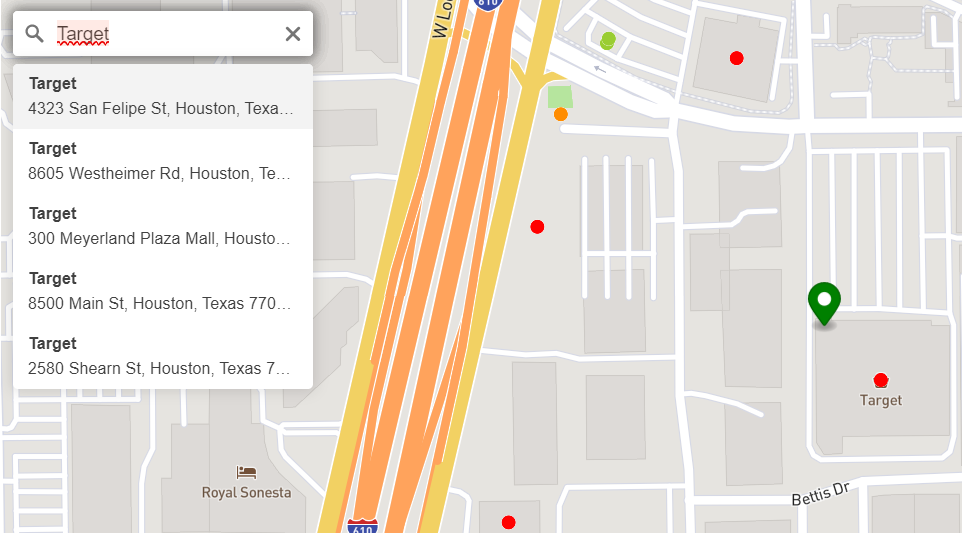 Target
Target
4323 San Felipe St, Houston, Texa...
Target
8605 Westheimer Rd, Houston, Te...
Target
300 Meyerland Plaza Mall, Housto...
Target
8500 Main St, Houston, Texas 770...
Target
2580 Shearn St, Houston, Texas 7...
610
W Loo
Target
Royal Sonesta
Bettis Dr
610